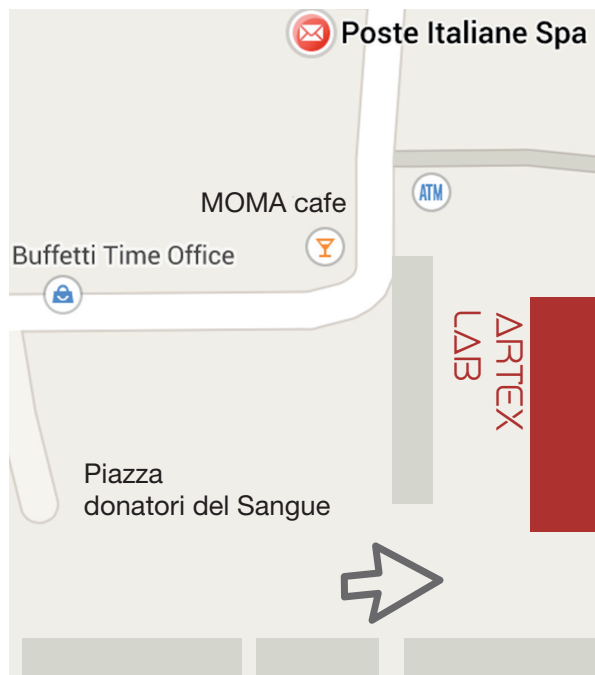 Poste Italiane Spa
ATM
MOMA cafe
Buffetti Time Office
ARTEX
LAB
Piazza
donatori del Sangue